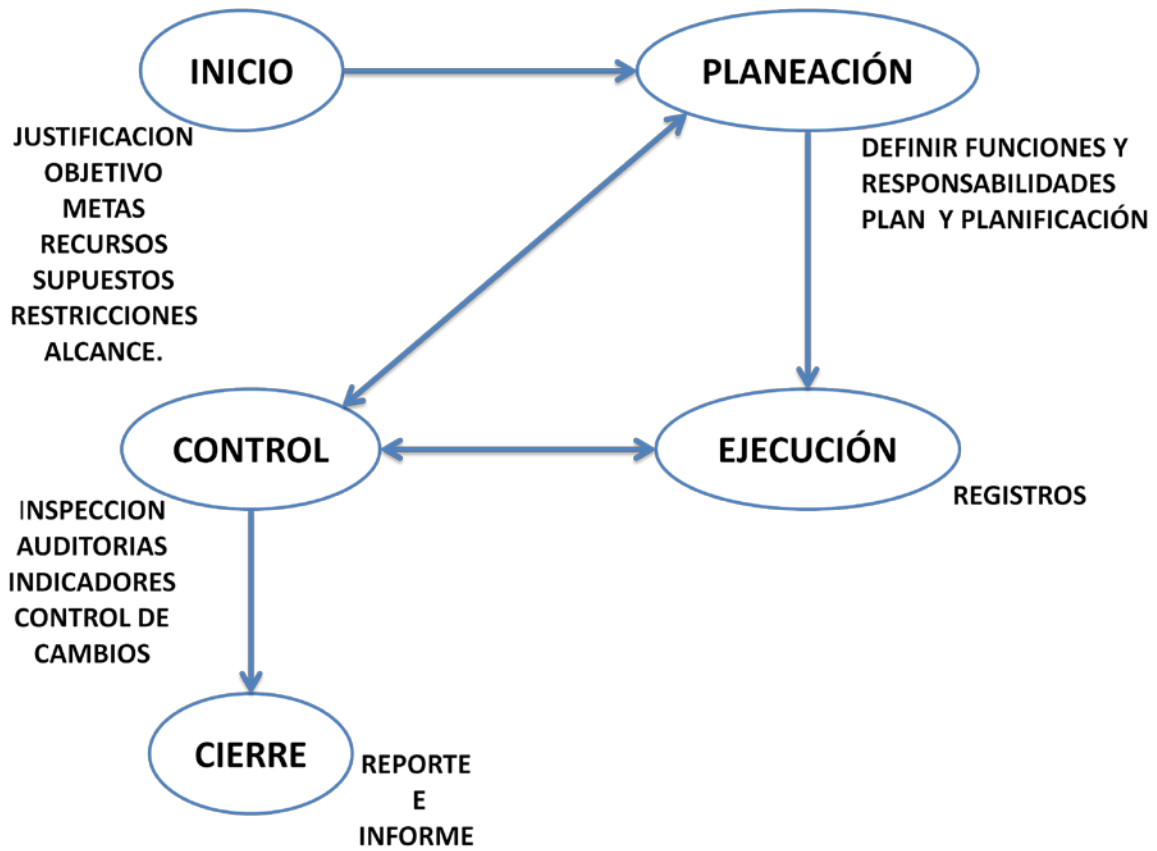 INICIO
JUSTIFICACION
OBJETIVO
METAS
RECURSOS
SUPUESTOS
RESTRICCIONES
ALCANCE.
PLANEACIÓN
DEFINIR FUNCIONES Y
RESPONSABILIDADES
PLAN Y PLANIFICACIÓN
CONTROL
INSPECCION
AUDITORIAS
INDICADORES
CONTROL DE
CAMBIOS
EJECUCIÓN
REGISTROS
CIERRE
REPORTE
E
INFORME